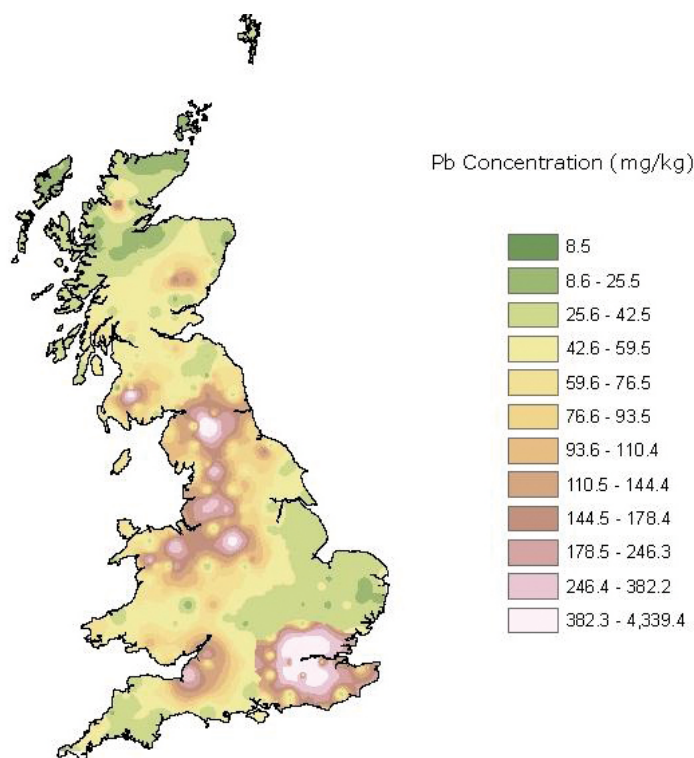 Pb Concentration (mg/kg)
8.5
8.6 - 25.5
25.6 - 42.5
42.6 - 59.5
59.6 - 76.5
76.6 - 93.5
93.6 - 110.4
110.5 - 144.4
144.5 - 178.4
178.5 - 246.3
246.4 - 382.2
382.3 - 4,339.4